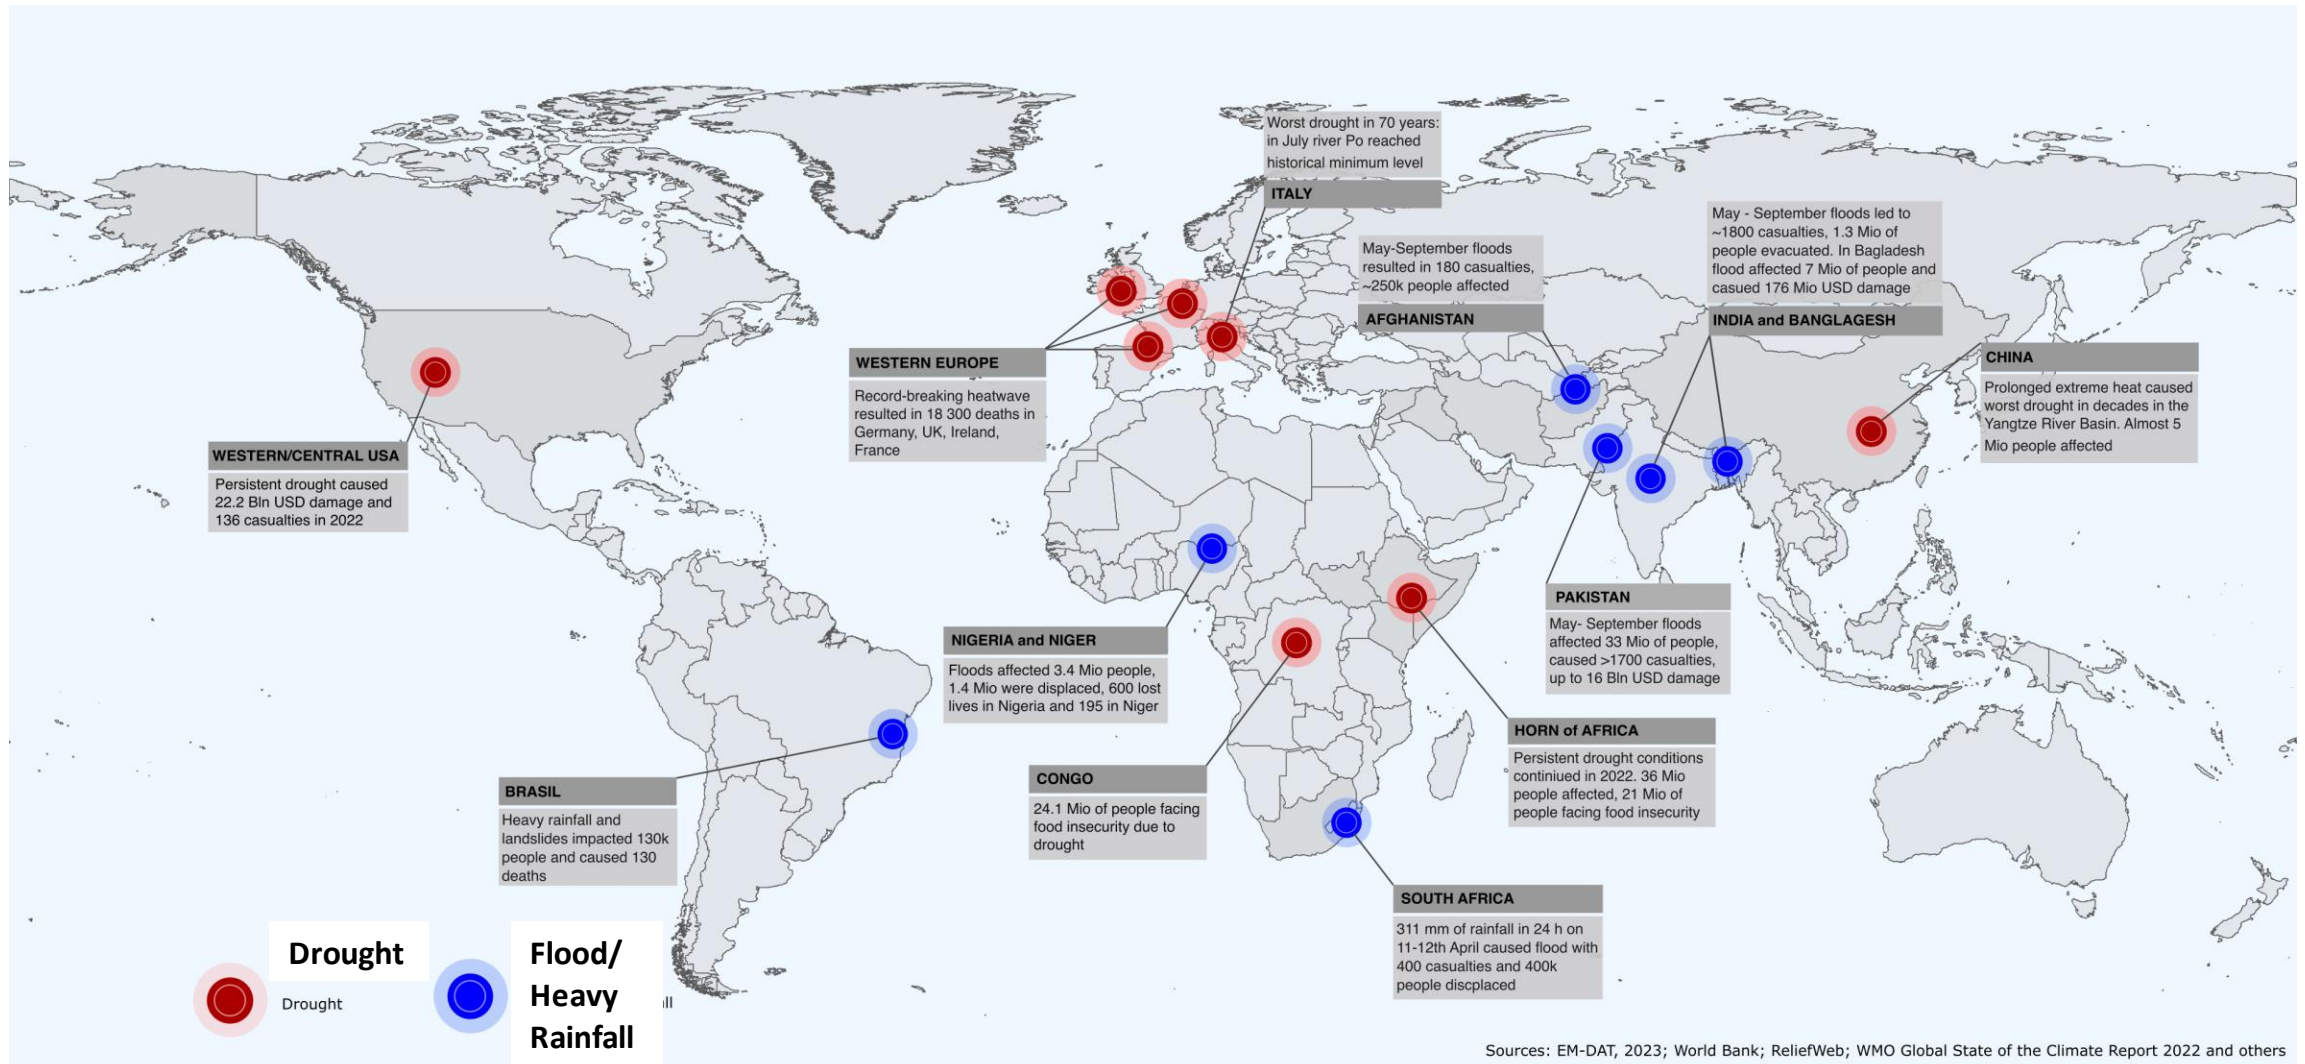 Worst drought in 70 years:
in July river Po reached
historical minimum level
ITALY
May-September floods
resulted in 180 casualties,
~250k people affected
AFGHANISTAN
May - September floods led to
~1800 casualties, 1.3 Mio of
people evacuated. In Bagladesh
flood affected 7 Mio of people and
casued 176 Mio USD damage
INDIA and BANGLAGESH
CHINA
Prolonged extreme heat caused
worst drought in decades in the
Yangtze River Basin. Almost 5
Mio people affected
WESTERN EUROPE
Record-breaking heatwave
resulted in 18 300 deaths in
Germany, UK, Ireland,
France
WESTERN/CENTRAL USA
Persistent drought caused
22.2 Bln USD damage and
136 casualties in 2022
PAKISTAN
May- September floods
affected 33 Mio of people,
caused >1700 casualties,
up to 16 Bln USD damage
NIGERIA and NIGER
Floods affected 3.4 Mio people,
1.4 Mio were displaced, 600 lost
lives in Nigeria and 195 in Niger
HORN of AFRICA
Persistent drought conditions
continiued in 2022. 36 Mio
people affected, 21 Mio of
people facing food insecurity
CONGO
24.1 Mio of people facing
food insecurity due to
drought
BRASIL
Heavy rainfall and
landslides impacted 130k
people and caused 130
deaths
SOUTH AFRICA
311 mm of rainfall in 24 h on
11-12th April caused flood with
400 casualties and 400k
people discplaced
Drought
Drought
Flood/
Heavy
Rainfall
Sources: EM-DAT, 2023; World Bank; ReliefWeb; WMO Global State of the Climate Report 2022 and others